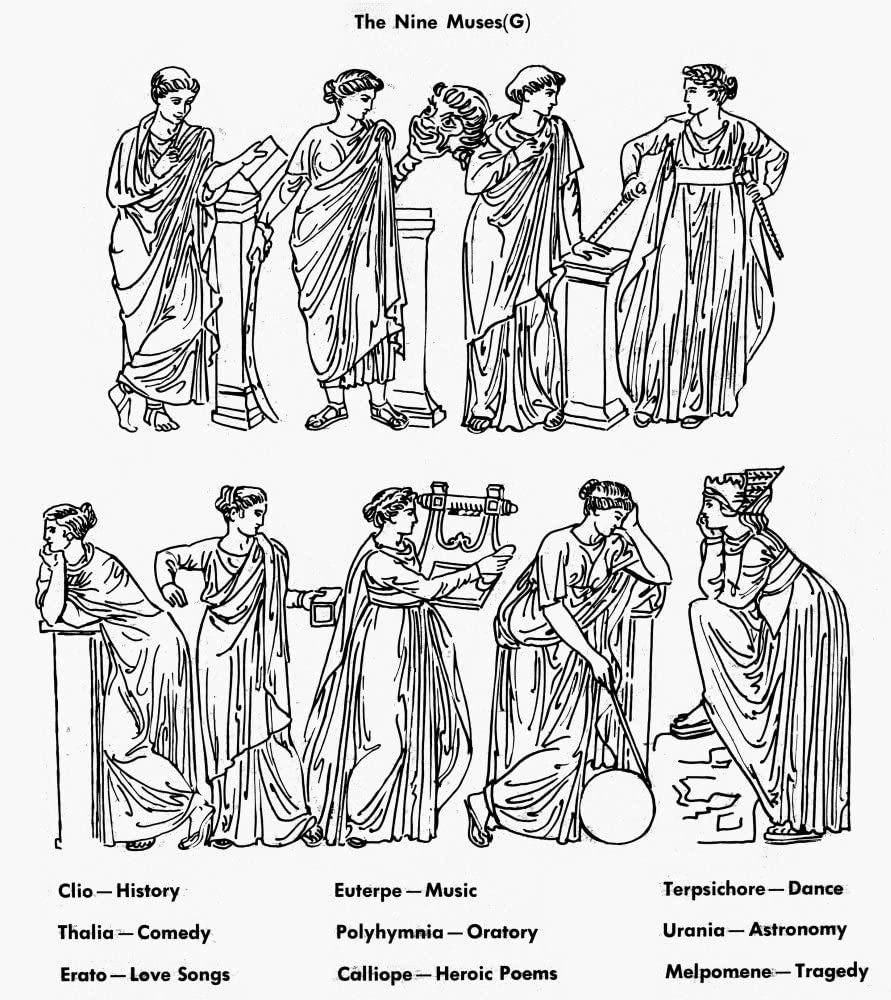 The Nine Muses(G)
Clio — History
Euterpe — Music
Terpsichore — Dance
Thalia — Comedy
Polyhymnia — Oratory
Urania — Astronomy
Erato — Love Songs
Calliope — Heroic Poems
Melpomene — Tragedy